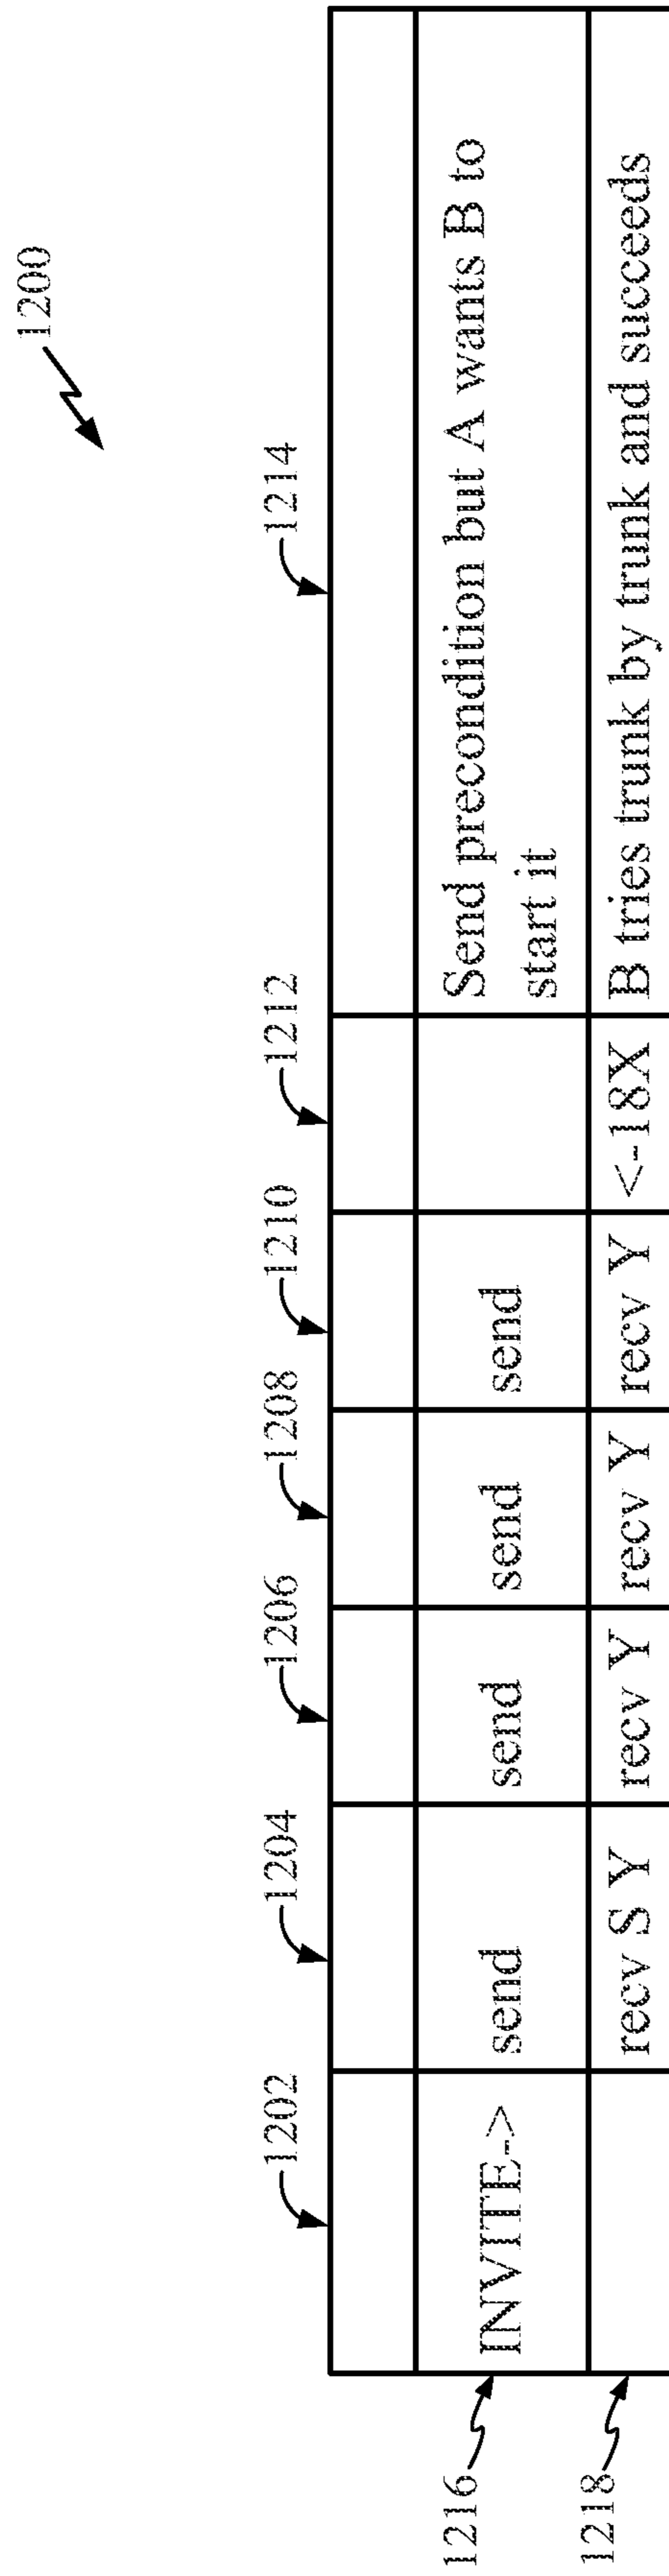 1200
1202
1204
1206
1208
1210
1212
1214
1216
INVITE->
send
send
send
send
Send precondition but A wants B to
start it
1218
recv S Y
recv Y
recv Y
recv Y
<-18X
B tries trunk by trunk and succeeds